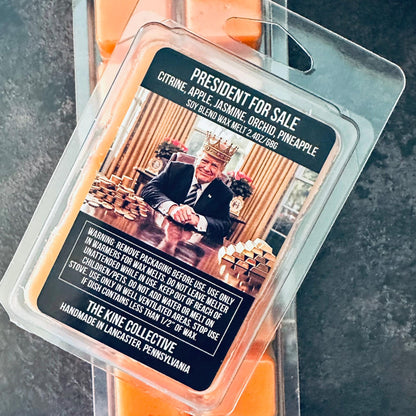 PRESIDENT FOR SALE
CITRINE, APPLE, JASMINE, ORCHID, PINEAPPLE
SOY BLEND WAX MELT 2.4OZ/68G
WARNING: REMOVE PACKAGING BEFORE USE. USE ONLY
IN WARMERS FOR WAX MELTS. DO NOT LEAVE MELTER
UNATTENDED WHILE IN USE. KEEP OUT OF REACH OF
CHILDREN/PETS. DO NOT ADD WATER OR MELT ON
STOVE. USE ONLY IN WELL VENTILATED AREAS. STOP USE
IF DISH CONTAINS LESS THAN 1/2" OF WAX.
THE KINE COLLECTIVE
HANDMADE IN LANCASTER, PENNSYLVANIA